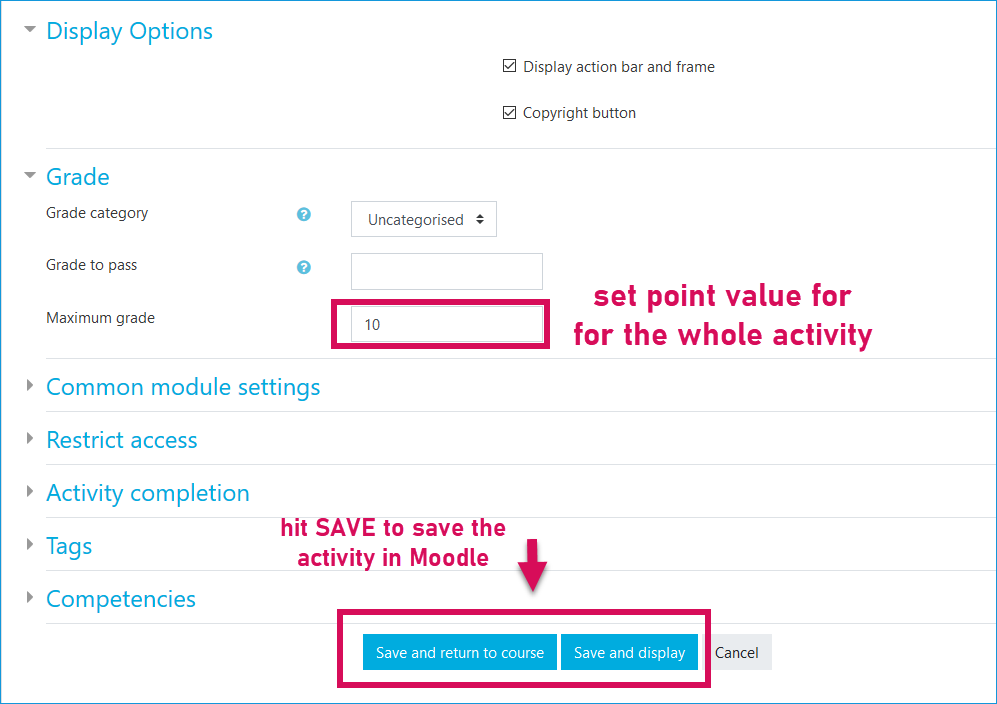 Display Options
Display action bar and frame
Copyright button
Grade
Grade category ? Uncategorised
Grade to pass ?
Maximum grade 10
set point value for
for the whole activity
Common module settings
Restrict access
Activity completion
hit SAVE to save the
activity in Moodle
Tags
Competencies
Save and return to course Save and display Cancel